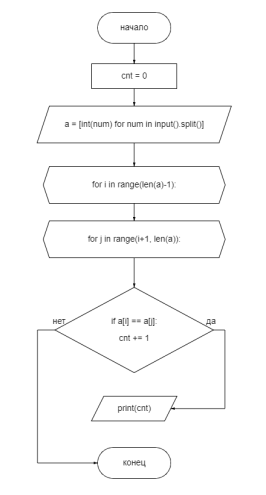 начало
cnt = 0
a = [int(num) for num in input().split()]
for i in range(len(a)-1):
for j in range(i+1, len(a)):
нет
if a[i] == a[j]:
да
cnt += 1
print(cnt)
конец